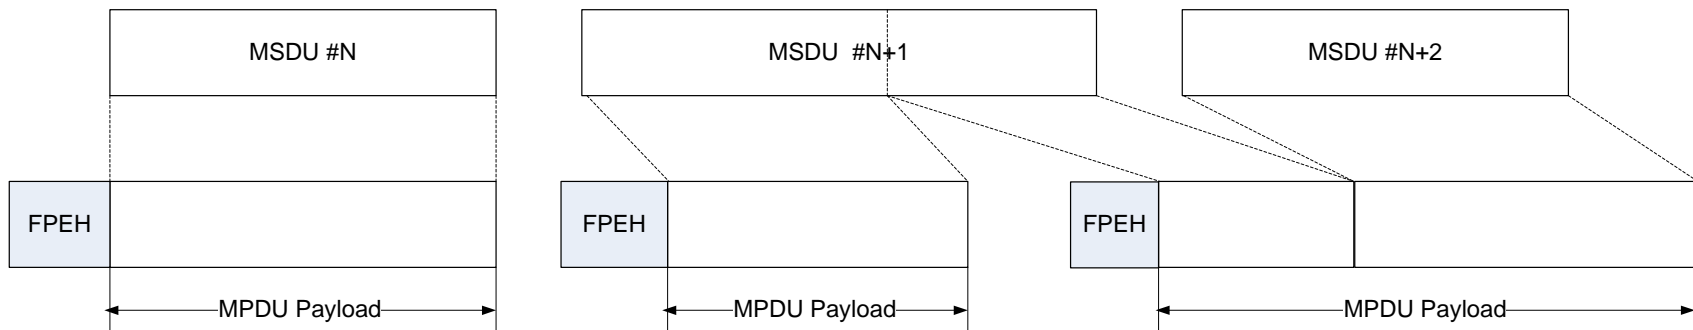 MSDU #N
MSDU #N+1
MSDU #N+2
FPEH
FPEH
FPEH
MPDU Payload
MPDU Payload
MPDU Payload